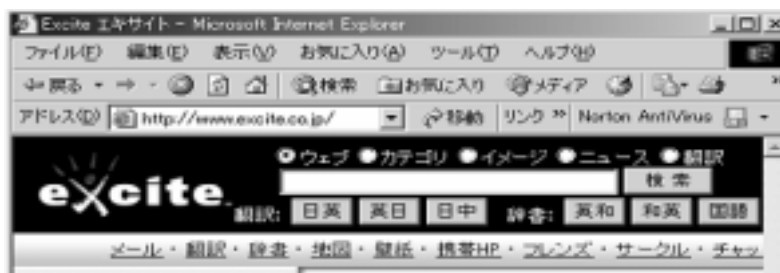 Excite エキサイト - Microsoft Internet Explorer
ファイル(F) 編集(E) 表示(V) お気に入り(A) ツール(T) ヘルプ(H)
戻る 検索 お気に入り メディア
アドレス(D) http://www.excite.co.jp/ 移動 リンク » Norton AntiVirus
ウェブ カテゴリ イメージ ニュース 翻訳
excite. 検索
翻訳: 日英 英日 日中 辞書: 英和 和英 国語
メール・翻訳・辞書・地図・壁紙・携帯HP・フレンズ・サークル・チャッ